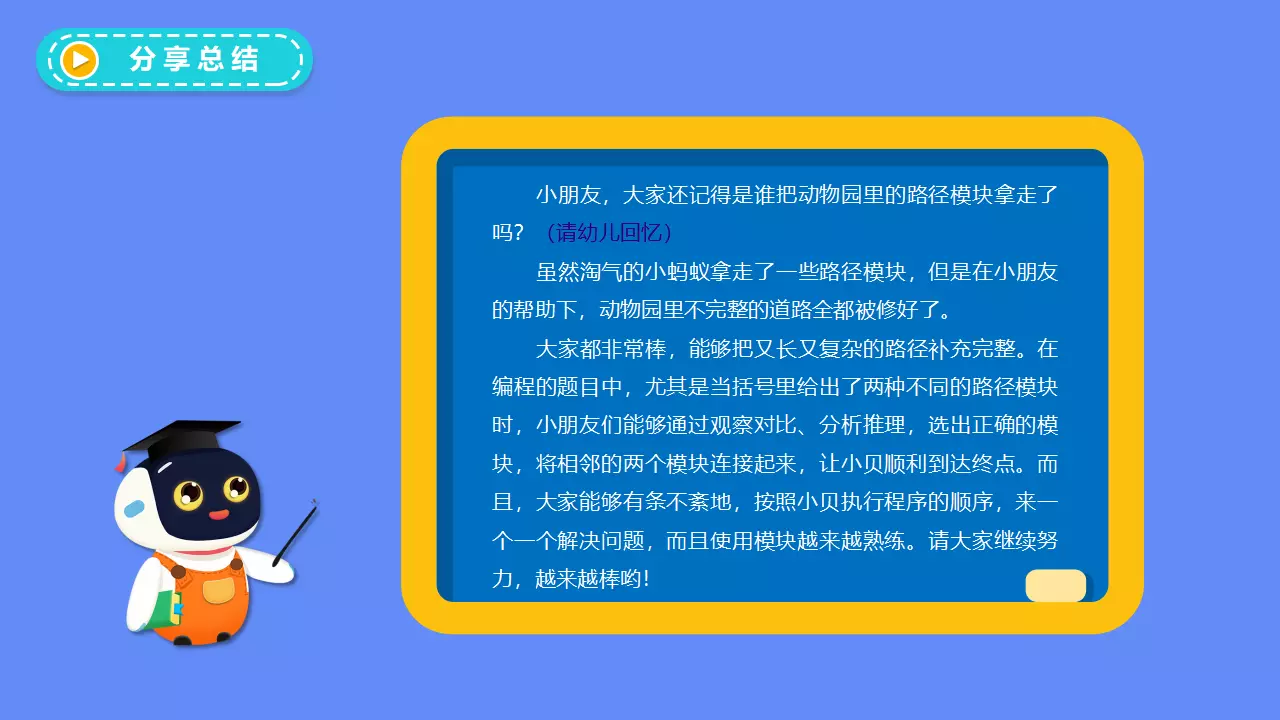 分享总结
小朋友，大家还记得是谁把动物园里的路径模块拿走了
吗？（请幼儿回忆）
虽然淘气的小蚂蚁拿走了一些路径模块，但是在小朋友
的帮助下，动物园里不完整的道路全都被修好了。
大家都非常棒，能够把又长又复杂的路径补充完整。在
编程的题目中，尤其是当括号里给出了两种不同的路径模块
时，小朋友们能够通过观察对比、分析推理，选出正确的模
块，将相邻的两个模块连接起来，让小贝顺利到达终点。而
且，大家能够有条不紊地，按照小贝执行程序的顺序，来一
个一个解决问题，而且使用模块越来越熟练。请大家继续努
力，越来越棒哟！